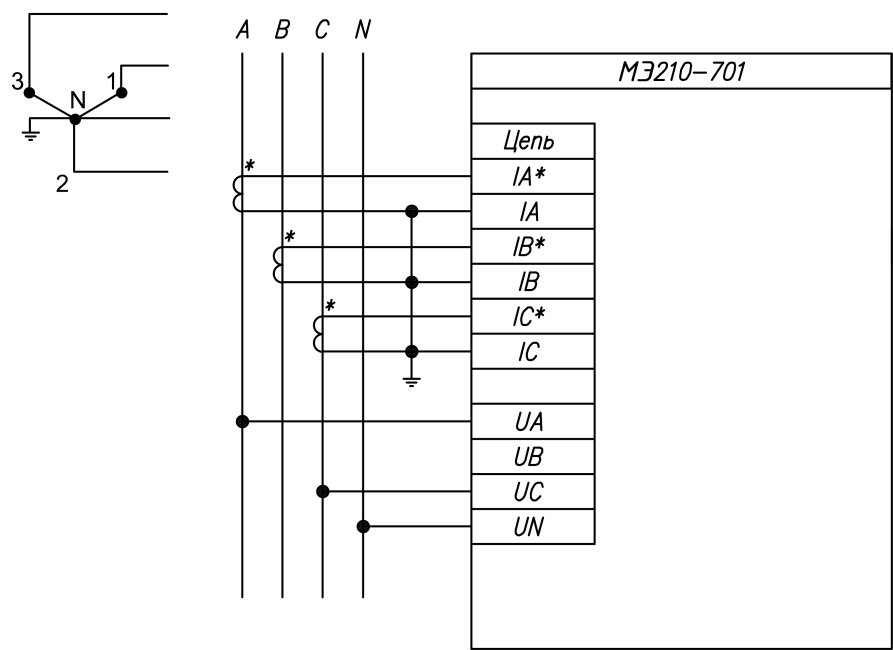 A B C N
МЭ210-701
3
1
N
2
Цепь
*
IA*
IA
*
IB*
IB
*
IC*
IC
UA
UB
UC
UN